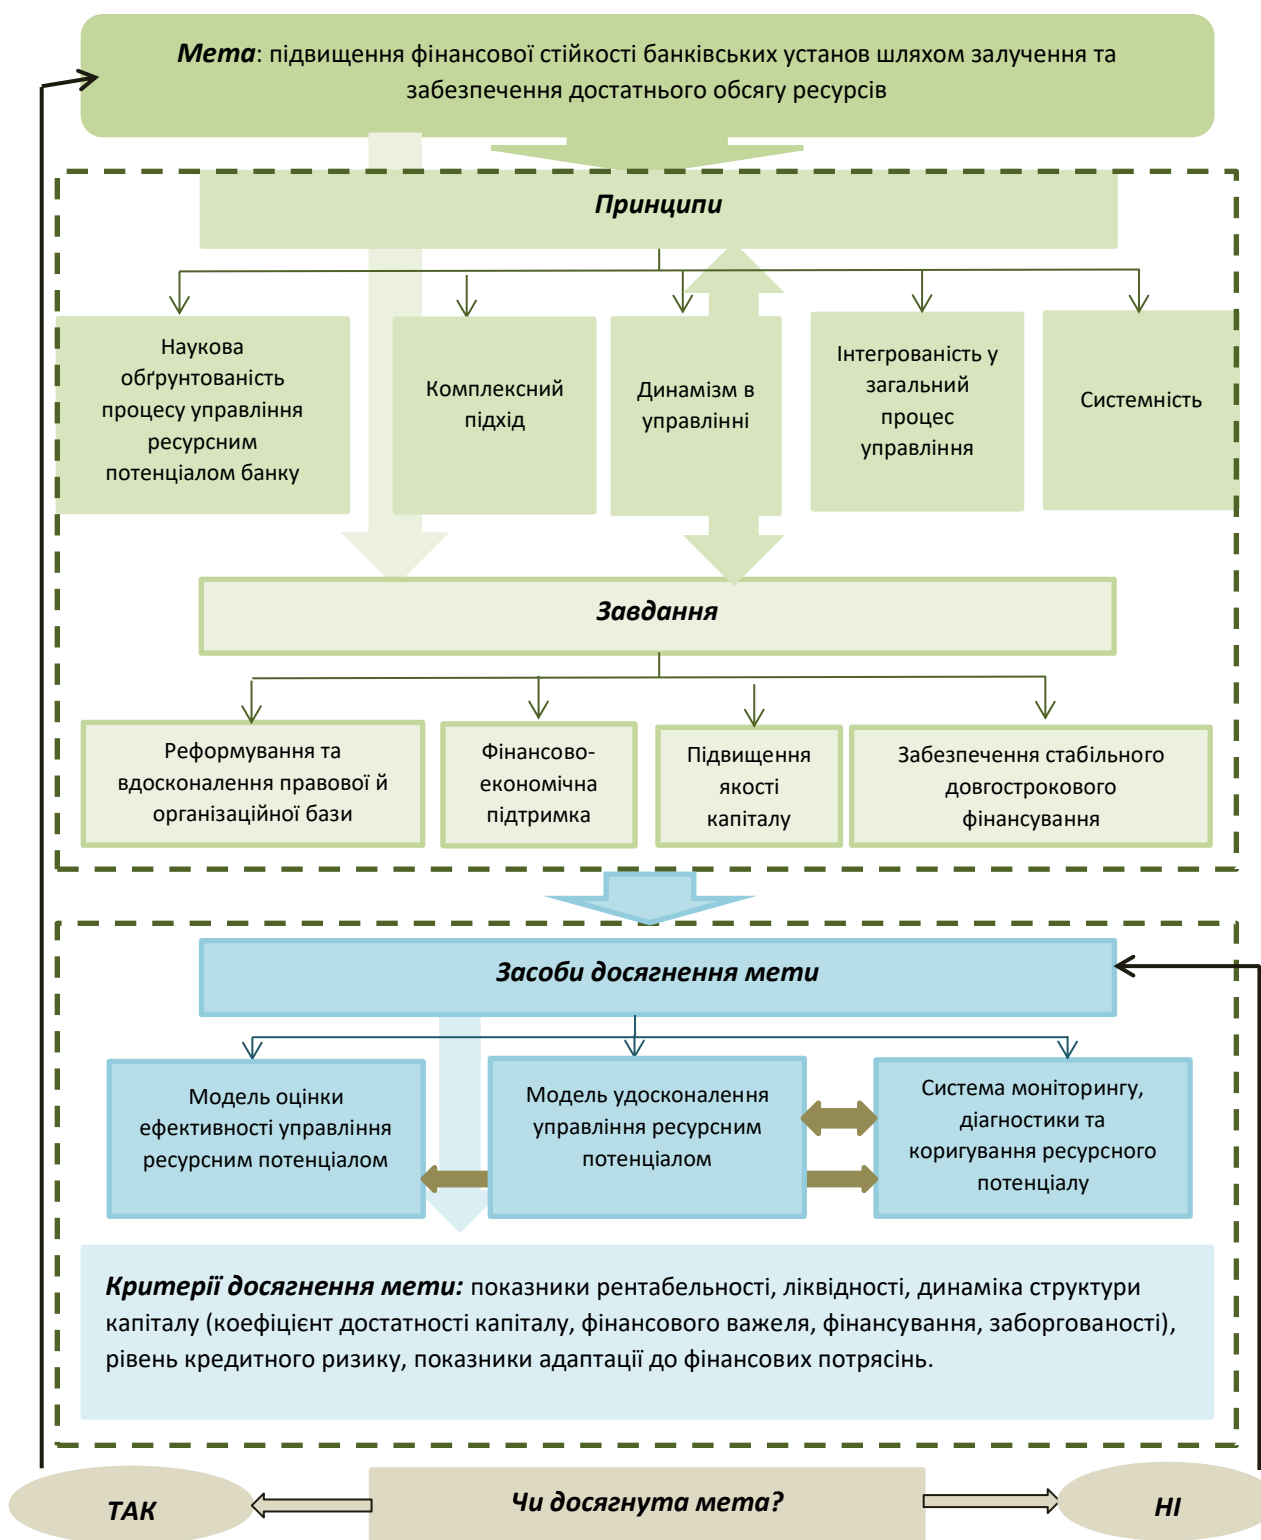 Мета: підвищення фінансової стійкості банківських установ шляхом залучення та
забезпечення достатнього обсягу ресурсів
Принципи
Наукова
обґрунтованість
процесу управління
ресурсним
потенціалом банку
Комплексний
підхід
Динамізм в
управлінні
Інтегрованість у
загальний
процес
управління
Системність
Завдання
Реформування та
вдосконалення правової й
організаційної бази
Фінансово-
економічна
підтримка
Підвищення
якості
капіталу
Забезпечення стабільного
довгострокового
фінансування
Засоби досягнення мети
Модель оцінки
ефективності управління
ресурсним потенціалом
Модель удосконалення
управління ресурсним
потенціалом
Система моніторингу,
діагностики та
коригування ресурсного
потенціалу
Критерії досягнення мети: показники рентабельності, ліквідності, динаміка структури
капіталу (коефіцієнт достатності капіталу, фінансового важеля, фінансування, заборгованості),
рівень кредитного ризику, показники адаптації до фінансових потрясінь.
ТАК
Чи досягнута мета?
НІ